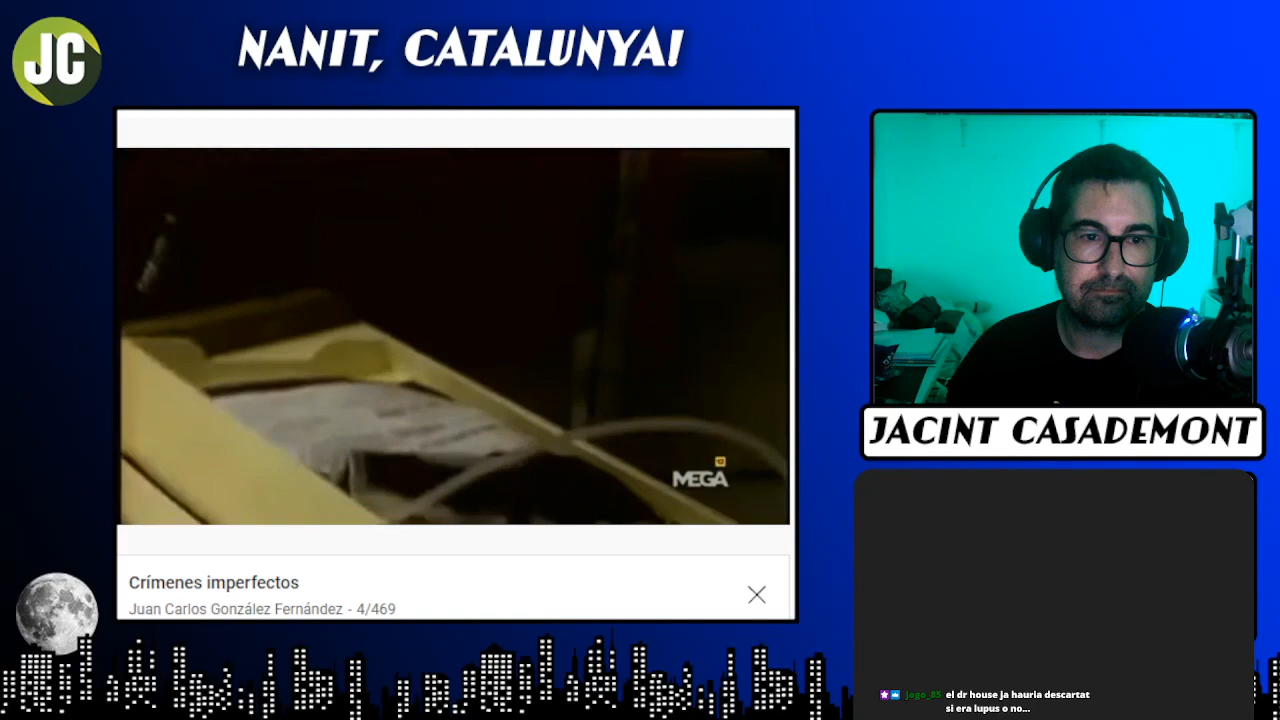 JC
NANIT, CATALUNYA!
MEGA
Crímenes imperfectos
Juan Carlos González Fernández - 4/469
JACINT CASADEMONT
jogo_85 el dr house ja hauria descartat
si era lupus o no...